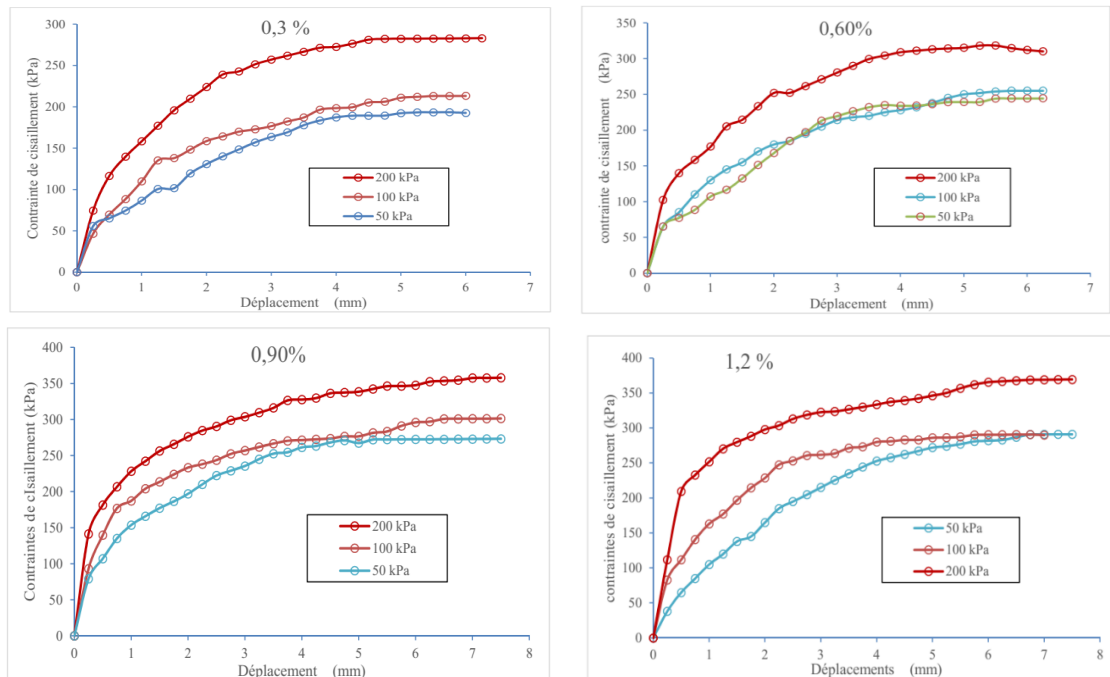 0,3 %
Contrainte de cisaillement (kPa)
300
250
200
150
100
50
0
200 kPa
100 kPa
50 kPa
0 1 2 3 4 5 6 7
Déplacement (mm)
0,60%
contrainte de cisaillement (kPa)
350
300
250
200
150
100
50
0
200 kPa
100 kPa
50 kPa
0 1 2 3 4 5 6 7
Déplacement (mm)
0,90%
Contraintes de cIsaillement (kPa)
400
350
300
250
200
150
100
50
0
200 kPa
100 kPa
50 kPa
0 1 2 3 4 5 6 7 8
Déplacement (mm)
1,2 %
contraintes de cisaillement (kPa)
400
350
300
250
200
150
100
50
0
50 kPa
100 kPa
200 kPa
0 1 2 3 4 5 6 7 8
Déplacements (mm)